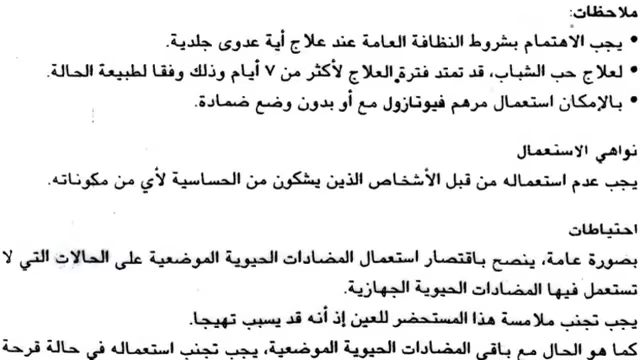 ملاحظات:
• يجب الاهتمام بشروط النظافة العامة عند علاج أية عدوى جلدية.
• لعلاج حب الشباب، قد تمتد فترة العلاج لأكثر من ٧ أيام وذلك وفقا لطبيعة الحالة.
• بالإمكان استعمال مرهم فيوتازول مع أو بدون وضع ضمادة.
نواهي الاستعمال
يجب عدم استعماله من قبل الأشخاص الذين يشكون من الحساسية لأي من مكوناته.
احتياطات
بصورة عامة، ينصح باقتصار استعمال المضادات الحيوية الموضعية على الحالات التي لا
تستعمل فيها المضادات الحيوية الجهازية.
يجب تجنب ملامسة هذا المستحضر للعين إذ أنه قد يسبب تهيجا.
كما هو الحال مع باقي المضادات الحيوية الموضعية، يجب تجنب استعماله في حالة قرحة